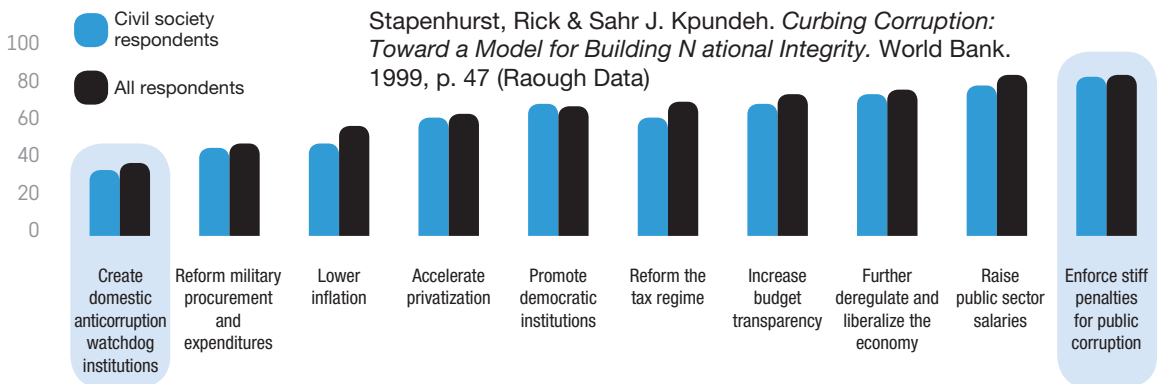 Civil society
respondents
All respondents
Stapenhurst, Rick & Sahr J. Kpundeh. Curbing Corruption:
Toward a Model for Building N ational Integrity. World Bank.
1999, p. 47 (Raough Data)
100
80
60
40
20
0
Create
domestic
anticorruption
watchdog
institutions
Reform military
procurement
and
expenditures
Lower
inflation
Accelerate
privatization
Promote
democratic
institutions
Reform the
tax regime
Increase
budget
transparency
Further
deregulate and
liberalize the
economy
Raise
public sector
salaries
Enforce stiff
penalties
for public
corruption